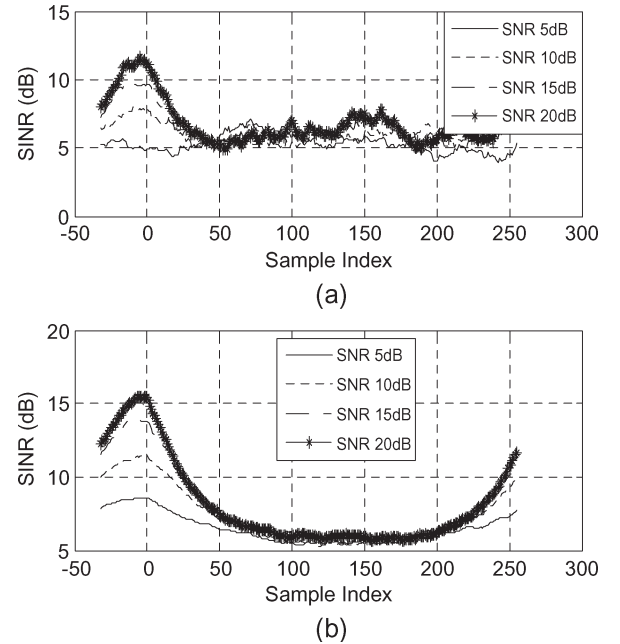 15
10
5
0
SINR (dB)
SNR 5dB
SNR 10dB
SNR 15dB
SNR 20dB
-50 0 50 100 150 200 250 300
Sample Index
(a)
20
15
10
5
SINR (dB)
SNR 5dB
SNR 10dB
SNR 15dB
SNR 20dB
-50 0 50 100 150 200 250 300
Sample Index
(b)